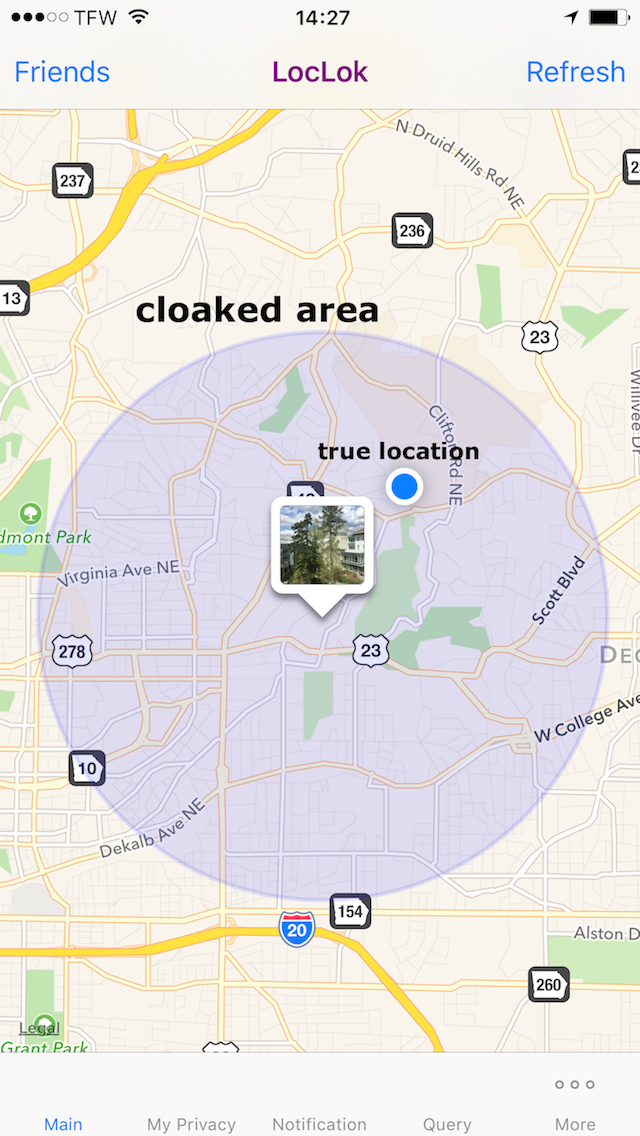 TFW 14:27
Friends LocLok Refresh
N Druid Hills Rd NE
237
236
13
cloaked area
23
Willivee Dr
Clifton Rd NE
true location
dmont Park
Virginia Ave NE
Scott Blvd
278
23
DEC
W College Ave
10
Dekalb Ave NE
154
20
Alston D
260
Legal
Grant Park
Main My Privacy Notification Query More